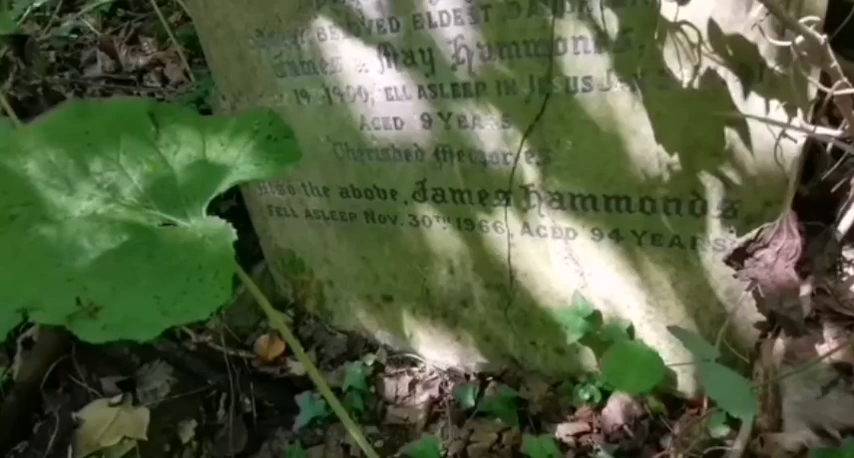 BELOVED ELDEST DAUGHTER
James & May Hammonds,
FELL ASLEEP IN JESUS
AGED 9 YEARS
Cherished Memories
Also the above, James Hammonds,
FELL ASLEEP NOV. 30TH 1966, AGED 94 YEARS